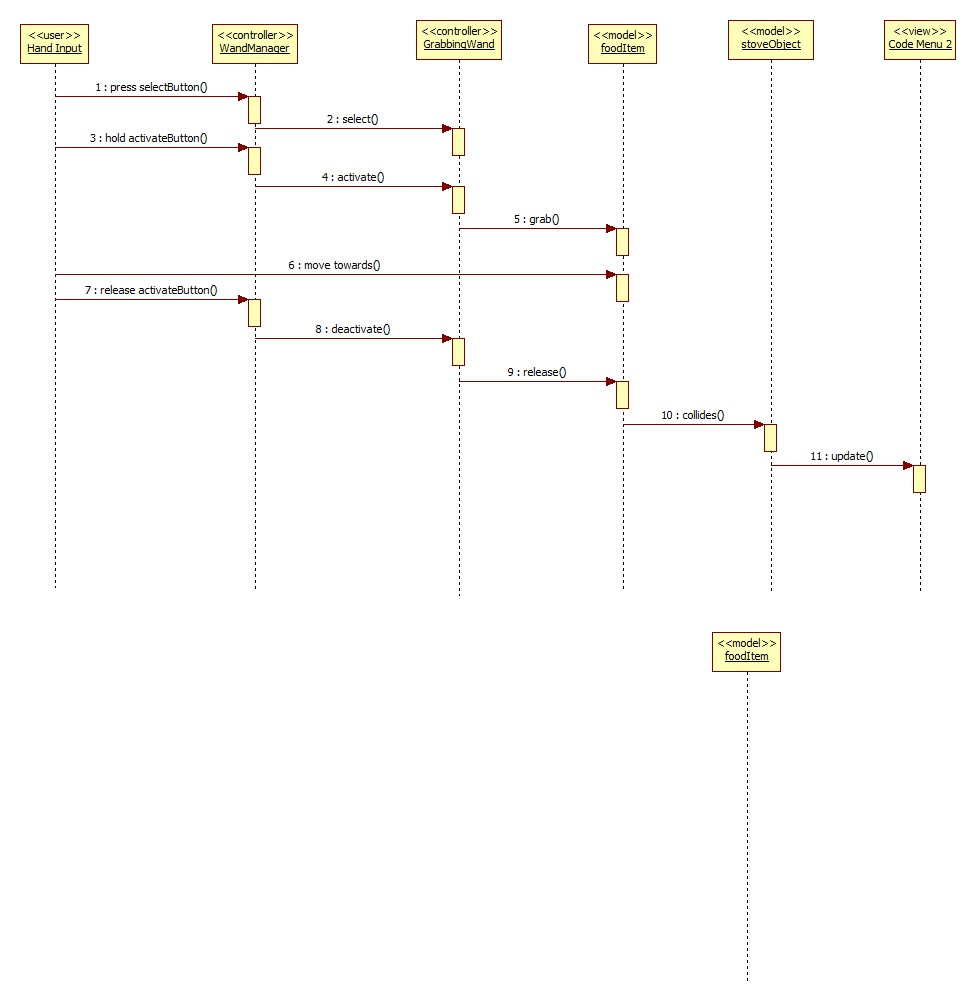 <<user>>
Hand Input
<<controller>>
WandManager
<<controller>>
GrabbingWand
<<model>>
foodItem
<<model>>
stoveObject
<<view>>
Code Menu 2
1 : press selectButton()
2 : select()
3 : hold activateButton()
4 : activate()
5 : grab()
6 : move towards()
7 : release activateButton()
8 : deactivate()
9 : release()
10 : collides()
11 : update()
<<model>>
foodItem